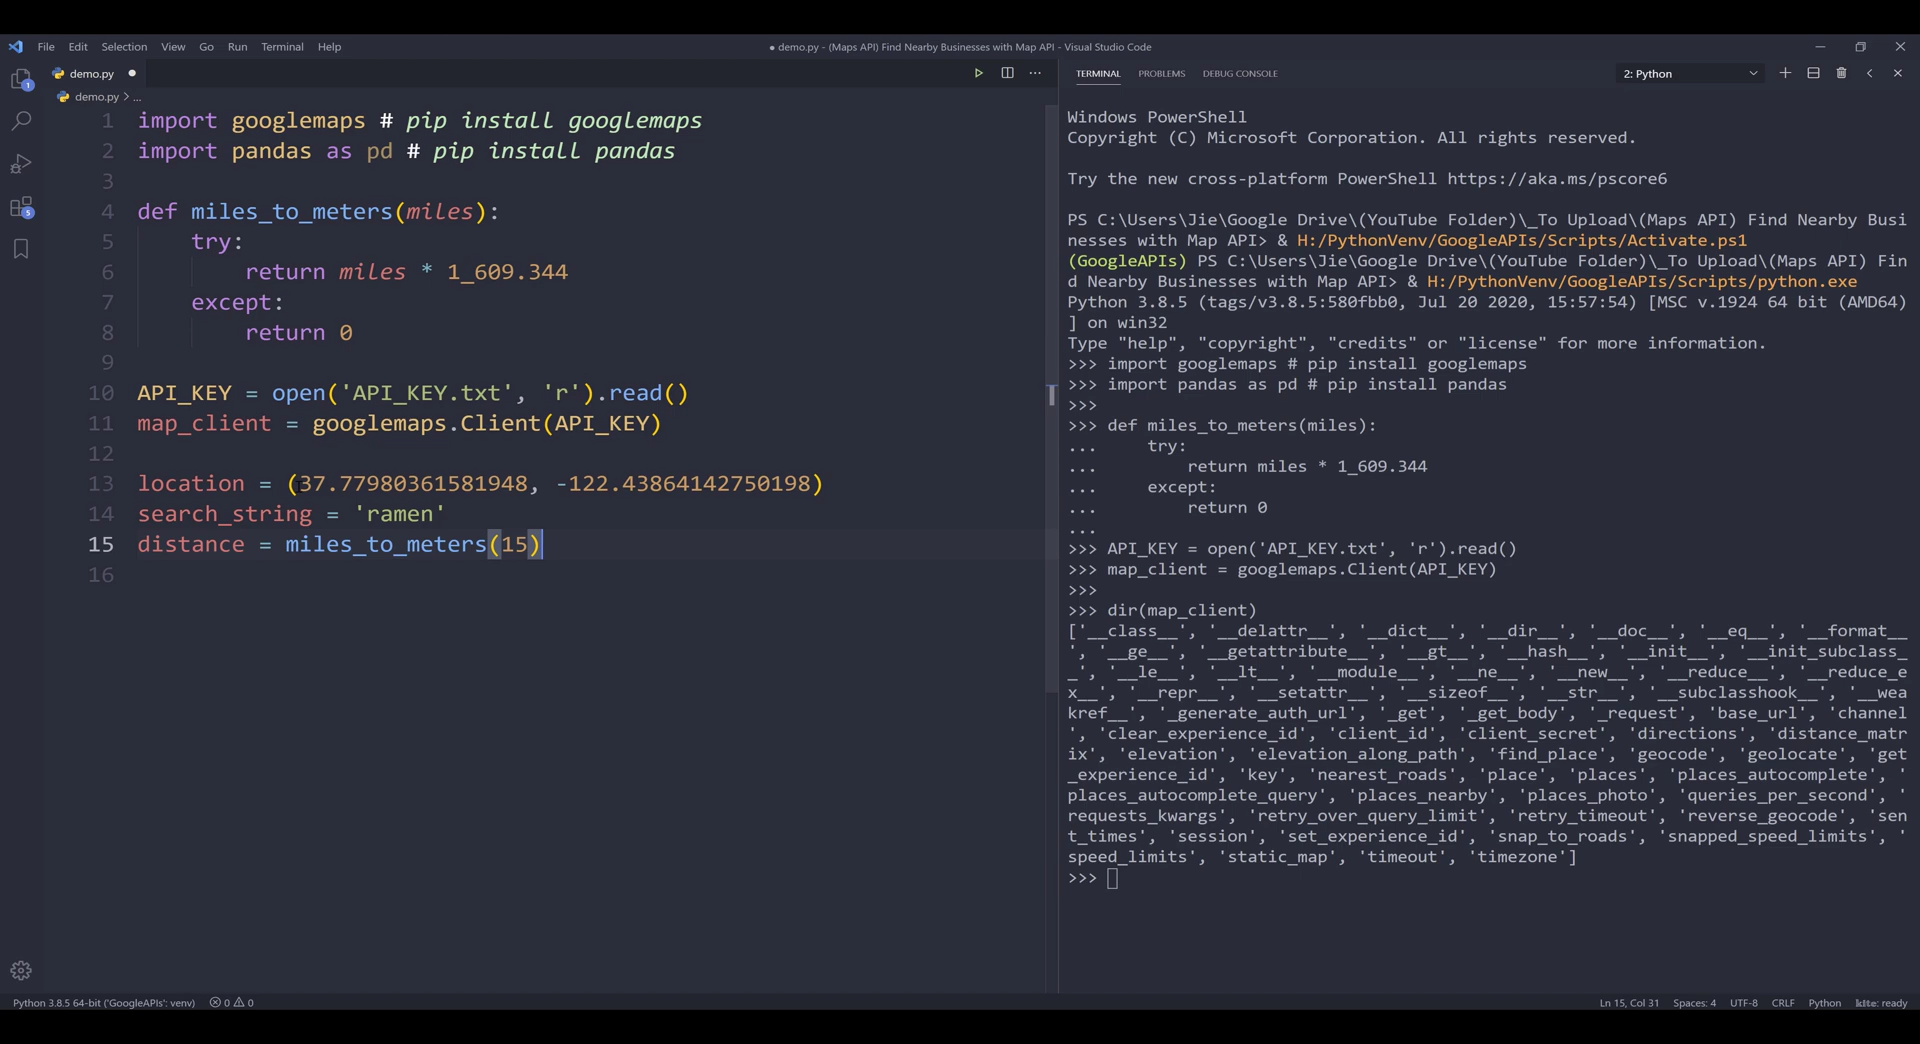 File Edit Selection View Go Run Terminal Help
● demo.py - (Maps API) Find Nearby Businesses with Map API - Visual Studio Code
demo.py
demo.py > ...
1 import googlemaps # pip install googlemaps
2 import pandas as pd # pip install pandas
3
4 def miles_to_meters(miles):
5 try:
6 return miles * 1_609.344
7 except:
8 return 0
9
10 API_KEY = open('API_KEY.txt', 'r').read()
11 map_client = googlemaps.Client(API_KEY)
12
13 location = (37.77980361581948, -122.43864142750198)
14 search_string = 'ramen'
15 distance = miles_to_meters(15)
16
TERMINAL PROBLEMS DEBUG CONSOLE
2: Python
Windows PowerShell
Copyright (C) Microsoft Corporation. All rights reserved.
Try the new cross-platform PowerShell https://aka.ms/pscore6
PS C:\Users\Jie\Google Drive\(YouTube Folder)\_To Upload\(Maps API) Find Nearby Busi
nesses with Map API> & H:/PythonVenv/GoogleAPIs/Scripts/Activate.ps1
(GoogleAPIs) PS C:\Users\Jie\Google Drive\(YouTube Folder)\_To Upload\(Maps API) Fin
d Nearby Businesses with Map API> & H:/PythonVenv/GoogleAPIs/Scripts/python.exe
Python 3.8.5 (tags/v3.8.5:580fbb0, Jul 20 2020, 15:57:54) [MSC v.1924 64 bit (AMD64)
] on win32
Type "help", "copyright", "credits" or "license" for more information.
>>> import googlemaps # pip install googlemaps
>>> import pandas as pd # pip install pandas
>>>
>>> def miles_to_meters(miles):
... try:
... return miles * 1_609.344
... except:
... return 0
...
>>> API_KEY = open('API_KEY.txt', 'r').read()
>>> map_client = googlemaps.Client(API_KEY)
>>>
>>> dir(map_client)
['__class__', '__delattr__', '__dict__', '__dir__', '__doc__', '__eq__', '__format__
', '__ge__', '__getattribute__', '__gt__', '__hash__', '__init__', '__init_subclass_
_', '__le__', '__lt__', '__module__', '__ne__', '__new__', '__reduce__', '__reduce_e
x__', '__repr__', '__setattr__', '__sizeof__', '__str__', '__subclasshook__', '__wea
kref__', '_generate_auth_url', '_get', '_get_body', '_request', 'base_url', 'channel
', 'clear_experience_id', 'client_id', 'client_secret', 'directions', 'distance_matr
ix', 'elevation', 'elevation_along_path', 'find_place', 'geocode', 'geolocate', 'get
_experience_id', 'key', 'nearest_roads', 'place', 'places', 'places_autocomplete', '
places_autocomplete_query', 'places_nearby', 'places_photo', 'queries_per_second', '
requests_kwargs', 'retry_over_query_limit', 'retry_timeout', 'reverse_geocode', 'sen
t_times', 'session', 'set_experience_id', 'snap_to_roads', 'snapped_speed_limits', '
speed_limits', 'static_map', 'timeout', 'timezone']
>>>
Python 3.8.5 64-bit ('GoogleAPIs': venv) 0 0
Ln 15, Col 31 Spaces: 4 UTF-8 CRLF Python kite: ready